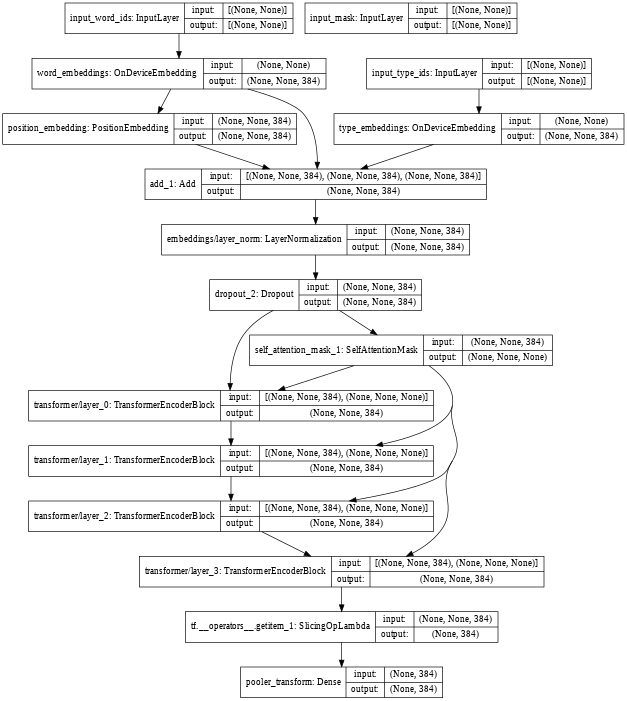 input_word_ids: InputLayer
input:
[(None, None)]
output:
[(None, None)]
input_mask: InputLayer
input:
[(None, None)]
output:
[(None, None)]
word_embeddings: OnDeviceEmbedding
input:
(None, None)
output:
(None, None, 384)
input_type_ids: InputLayer
input:
[(None, None)]
output:
[(None, None)]
position_embedding: PositionEmbedding
input:
(None, None, 384)
output:
(None, None, 384)
type_embeddings: OnDeviceEmbedding
input:
(None, None)
output:
(None, None, 384)
add_1: Add
input:
[(None, None, 384), (None, None, 384), (None, None, 384)]
output:
(None, None, 384)
embeddings/layer_norm: LayerNormalization
input:
(None, None, 384)
output:
(None, None, 384)
dropout_2: Dropout
input:
(None, None, 384)
output:
(None, None, 384)
self_attention_mask_1: SelfAttentionMask
input:
(None, None, 384)
output:
(None, None, None)
transformer/layer_0: TransformerEncoderBlock
input:
[(None, None, 384), (None, None, None)]
output:
(None, None, 384)
transformer/layer_1: TransformerEncoderBlock
input:
[(None, None, 384), (None, None, None)]
output:
(None, None, 384)
transformer/layer_2: TransformerEncoderBlock
input:
[(None, None, 384), (None, None, None)]
output:
(None, None, 384)
transformer/layer_3: TransformerEncoderBlock
input:
[(None, None, 384), (None, None, None)]
output:
(None, None, 384)
tf.__operators__.getitem_1: SlicingOpLambda
input:
(None, None, 384)
output:
(None, 384)
pooler_transform: Dense
input:
(None, 384)
output:
(None, 384)